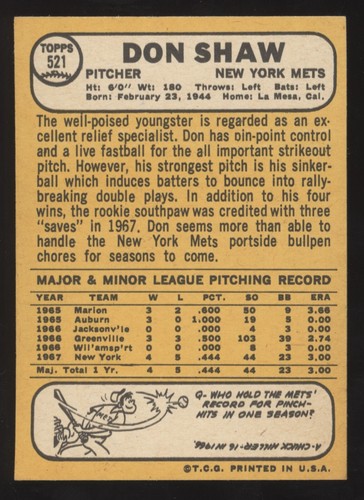 TOPPS
521
DON SHAW
PITCHER NEW YORK METS
Ht: 6'0" Wt: 180 Throws: Left Bats: Left
Born: February 23, 1944 Home: La Mesa, Cal.
The well-poised youngster is regarded as an ex-
cellent relief specialist. Don has pin-point control
and a live fastball for the all important strikeout
pitch. However, his strongest pitch is his sinker-
ball which induces batters to bounce into rally-
breaking double plays. In addition to his four
wins, the rookie southpaw was credited with three
"saves" in 1967. Don seems more than able to
handle the New York Mets portside bullpen
chores for seasons to come.
MAJOR & MINOR LEAGUE PITCHING RECORD
YEAR TEAM W L PCT. SO BB ERA
1965 Marion 3 2 .600 50 9 3.66
1965 Auburn 3 0 1.000 19 5 0.00
1966 Jacksonv'le 0 0 .000 4 3 0.00
1966 Greenville 3 3 .500 103 39 3.74
1966 Wil'amsp'rt 0 0 .000 5 3 0.00
1967 New York 4 5 .444 44 23 3.00
Maj. Total 1 Yr. 4 5 .444 44 23 3.00
Q- WHO HOLD THE METS'
RECORD FOR PINCH-
HITS IN ONE SEASON?
A- CHUCK HILLER-16 IN 1966.
METS
©T.C.G. PRINTED IN U.S.A.